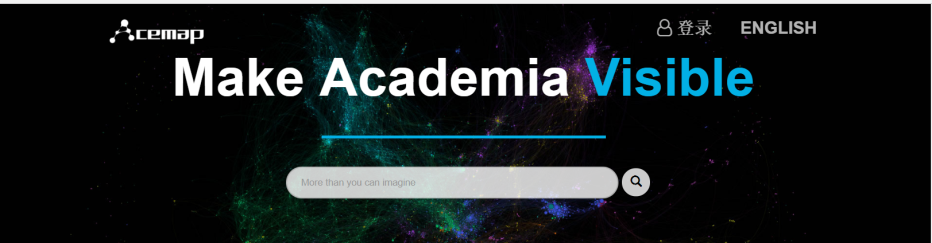 Acemap
登录 ENGLISH
Make Academia Visible
More than you can imagine